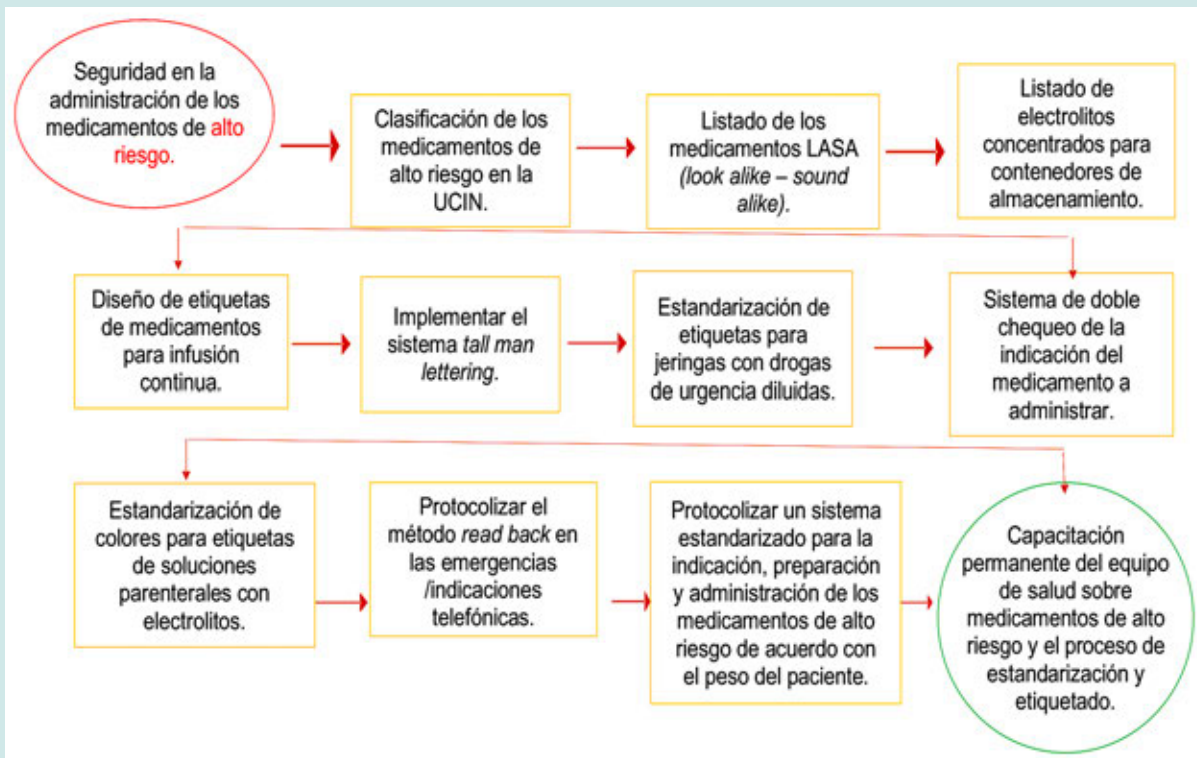 Seguridad en la
administración de los
medicamentos de alto
riesgo.
Clasificación de los
medicamentos de
alto riesgo en la
UCIN.
Listado de los
medicamentos LASA
(look alike – sound
alike).
Listado de
electrolitos
concentrados para
contenedores de
almacenamiento.
Diseño de etiquetas
de medicamentos
para infusión
continua.
Implementar el
sistema tall man
lettering.
Estandarización de
etiquetas para
jeringas con drogas
de urgencia diluidas.
Sistema de doble
chequeo de la
indicación del
medicamento a
administrar.
Estandarización de
colores para etiquetas
de soluciones
parenterales con
electrolitos.
Protocolizar el
método read back en
las emergencias
/indicaciones
telefónicas.
Protocolizar un sistema
estandarizado para la
indicación, preparación
y administración de los
medicamentos de alto
riesgo de acuerdo con
el peso del paciente.
Capacitación
permanente del equipo
de salud sobre
medicamentos de alto
riesgo y el proceso de
estandarización y
etiquetado.